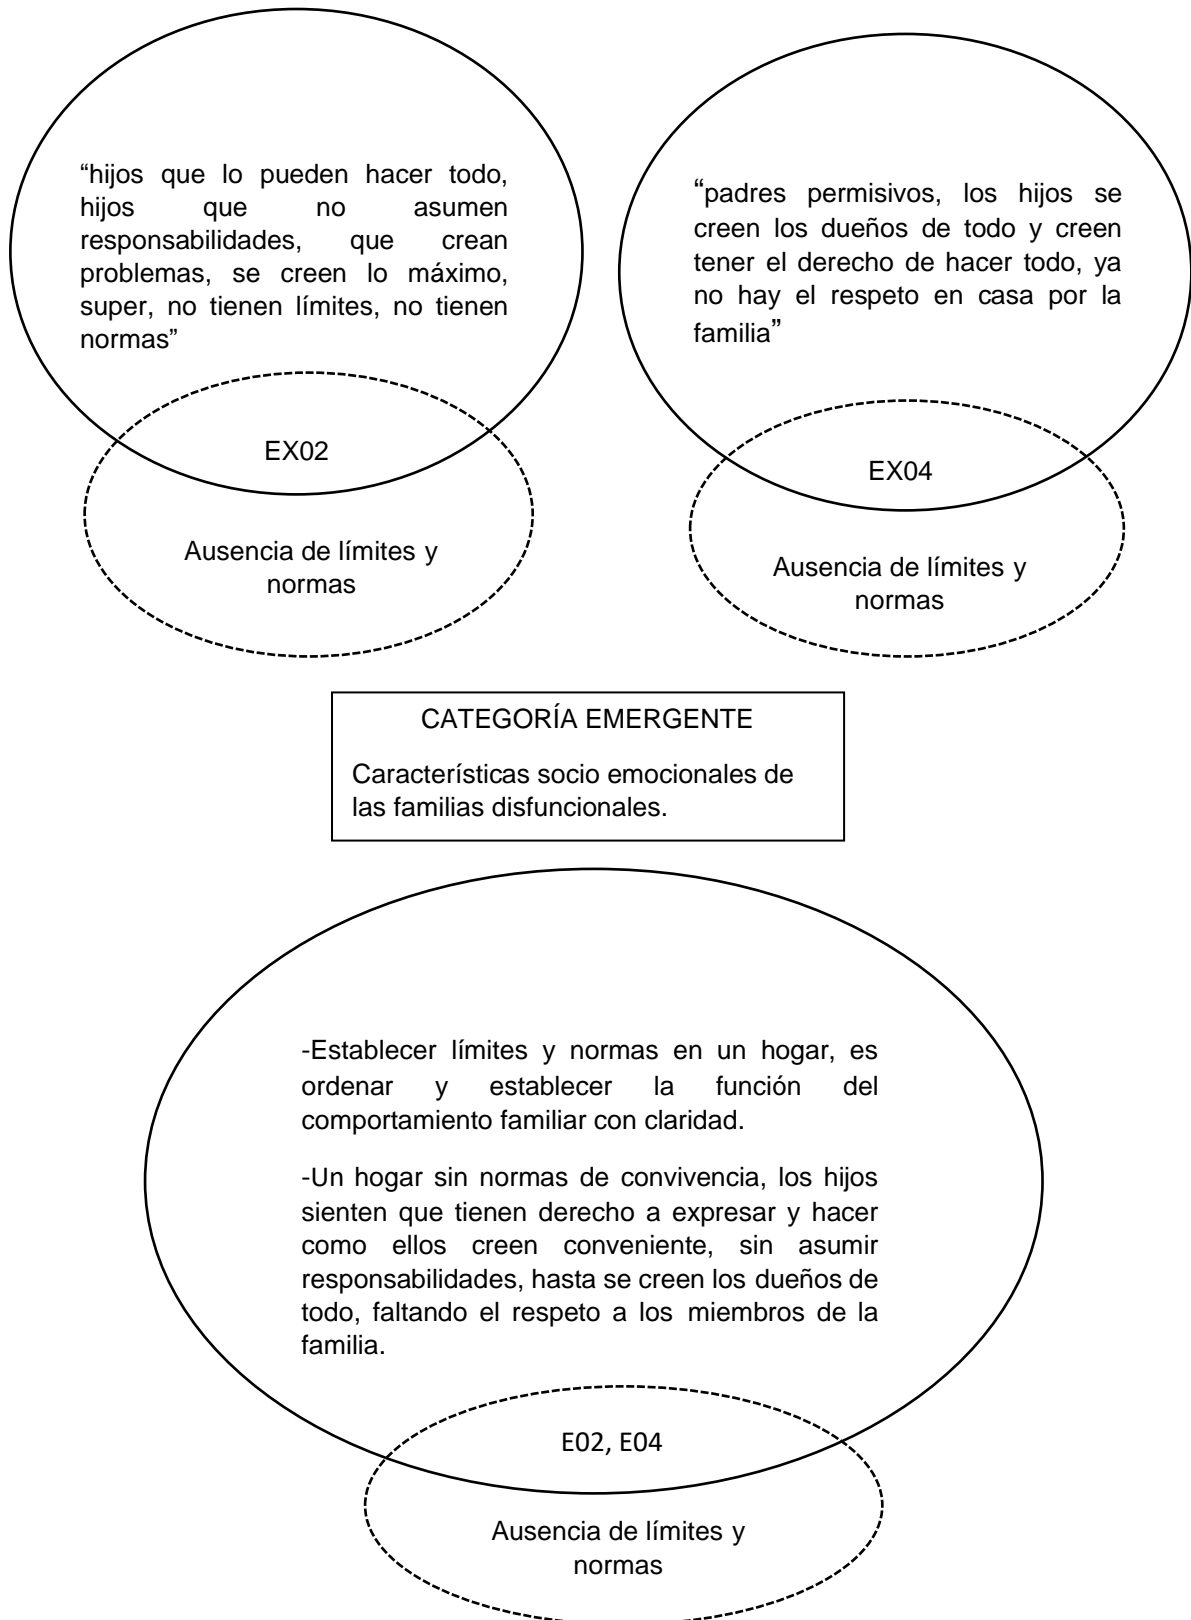 “hijos que lo pueden hacer todo,
hijos que no asumen
responsabilidades, que crean
problemas, se creen lo máximo,
super, no tienen límites, no tienen
normas”
EX02
Ausencia de límites y
normas
“padres permisivos, los hijos se
creen los dueños de todo y creen
tener el derecho de hacer todo, ya
no hay el respeto en casa por la
familia”
EX04
Ausencia de límites y
normas
CATEGORÍA EMERGENTE
Características socio emocionales de
las familias disfuncionales.
-Establecer límites y normas en un hogar, es
ordenar y establecer la función del
comportamiento familiar con claridad.
-Un hogar sin normas de convivencia, los hijos
sienten que tienen derecho a expresar y hacer
como ellos creen conveniente, sin asumir
responsabilidades, hasta se creen los dueños de
todo, faltando el respeto a los miembros de la
familia.
E02, E04
Ausencia de límites y
normas